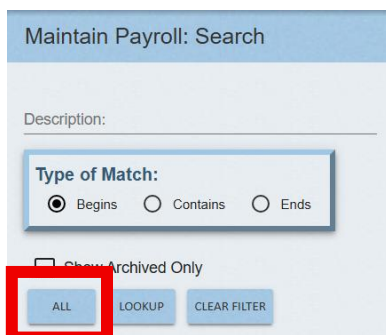 Maintain Payroll: Search
Description:
Type of Match:
Begins Contains Ends
Show Archived Only
ALL LOOKUP CLEAR FILTER